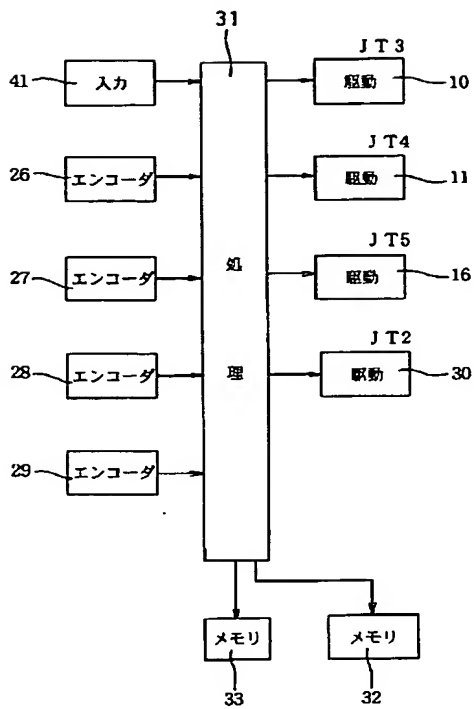 31
41
入力
26
エンコーダ
27
エンコーダ
28
エンコーダ
29
エンコーダ
処
理
JT3
駆動
10
JT4
駆動
11
JT5
駆動
16
JT2
駆動
30
メモリ
33
メモリ
32